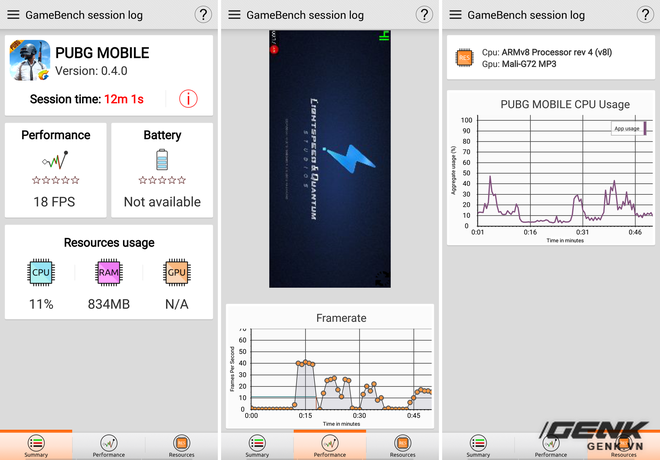 GameBench session log
?
PUBG MOBILE
Version: 0.4.0
Session time: 12m 1s
Performance
18 FPS
Battery
Not available
Resources usage
CPU
RAM
GPU
11%
834MB
N/A
Summary
Performance
Resources
GameBench session log
?
LIGHTSPEED & QUANTUM
STUDIOS
Framerate
Frames Per Second
70
60
50
40
30
20
10
0
0:00
0:15
0:30
0:45
Time in minutes
Summary
Performance
Resources
GameBench session log
?
Cpu: ARMv8 Processor rev 4 (v8l)
Gpu: Mali-G72 MP3
PUBG MOBILE CPU Usage
App usage
Aggregate usage (%)
100
90
80
70
60
50
40
30
20
10
0
0:01
0:16
0:31
0:46
Time in minutes
Summary
Resources
GENK
GENK.VN